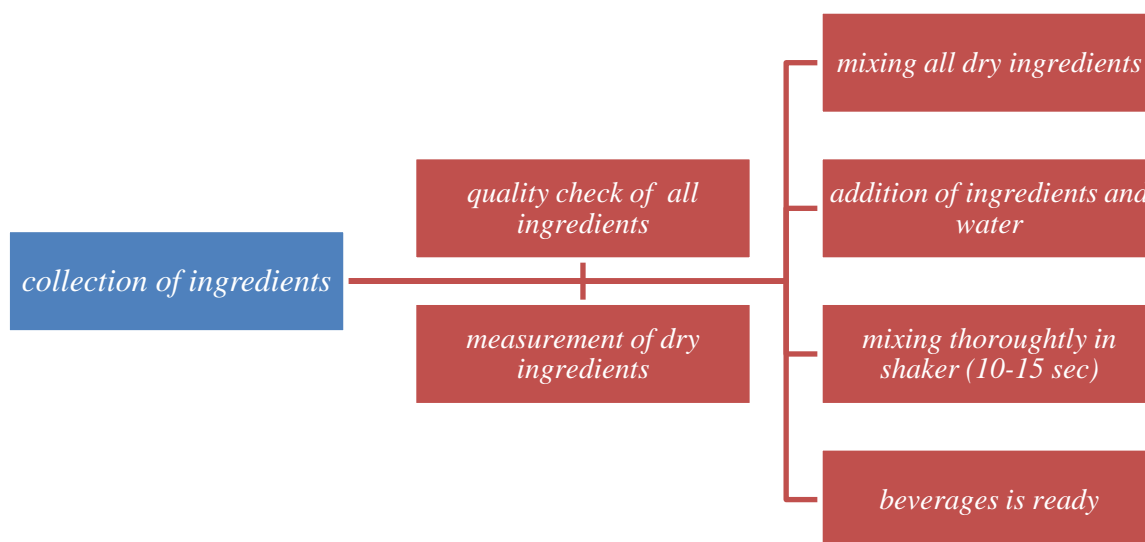 collection of ingredients
quality check of all
ingredients
measurement of dry
ingredients
mixing all dry ingredients
addition of ingredients and
water
mixing thoroughtly in
shaker (10-15 sec)
beverages is ready